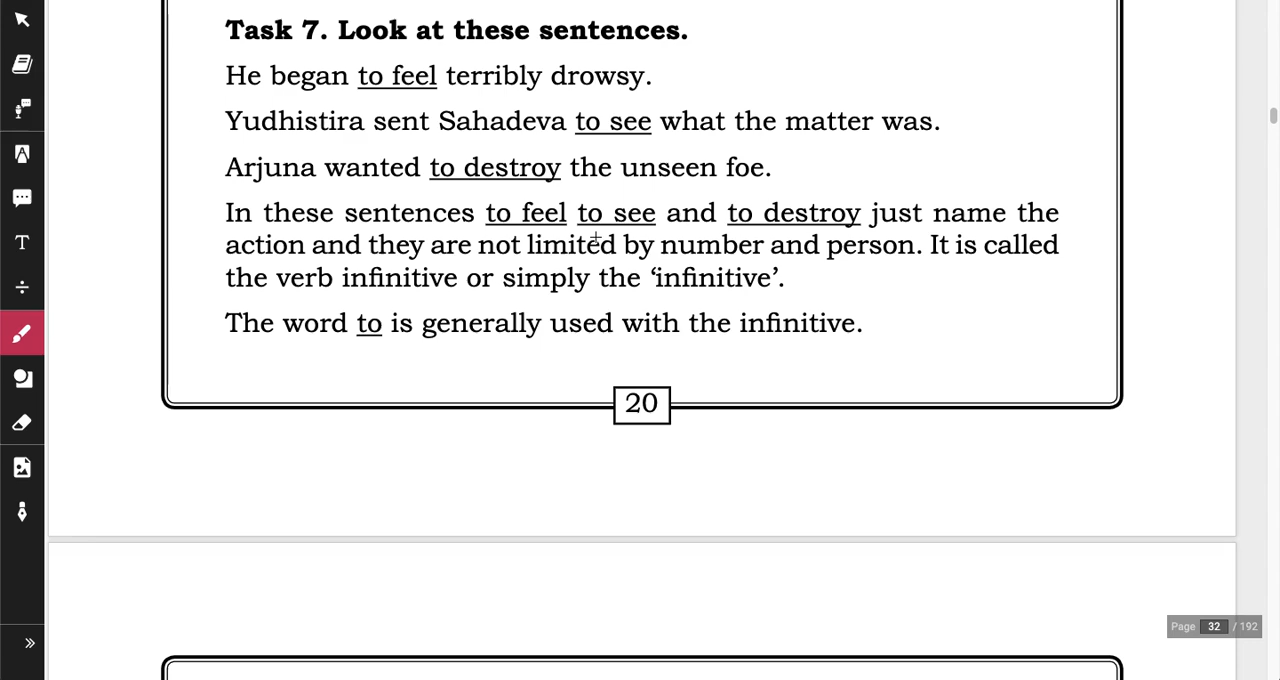 Task 7. Look at these sentences.
He began to feel terribly drowsy.
Yudhistira sent Sahadeva to see what the matter was.
Arjuna wanted to destroy the unseen foe.
In these sentences to feel to see and to destroy just name the
action and they are not limited by number and person. It is called
the verb infinitive or simply the ‘infinitive’.
The word to is generally used with the infinitive.
20
Page 32 / 192